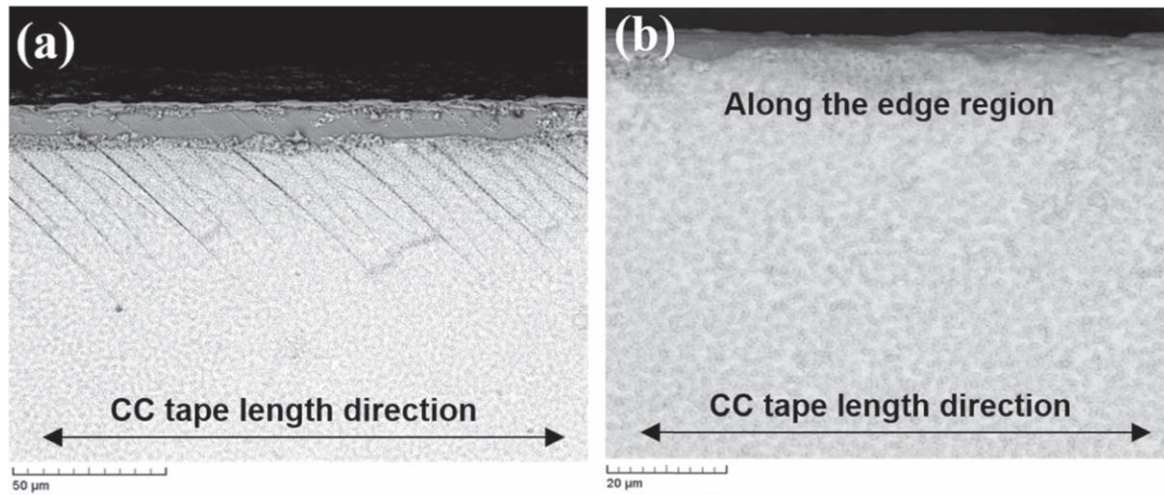 (a)
CC tape length direction
50 μm
(b)
Along the edge region
CC tape length direction
20 μm